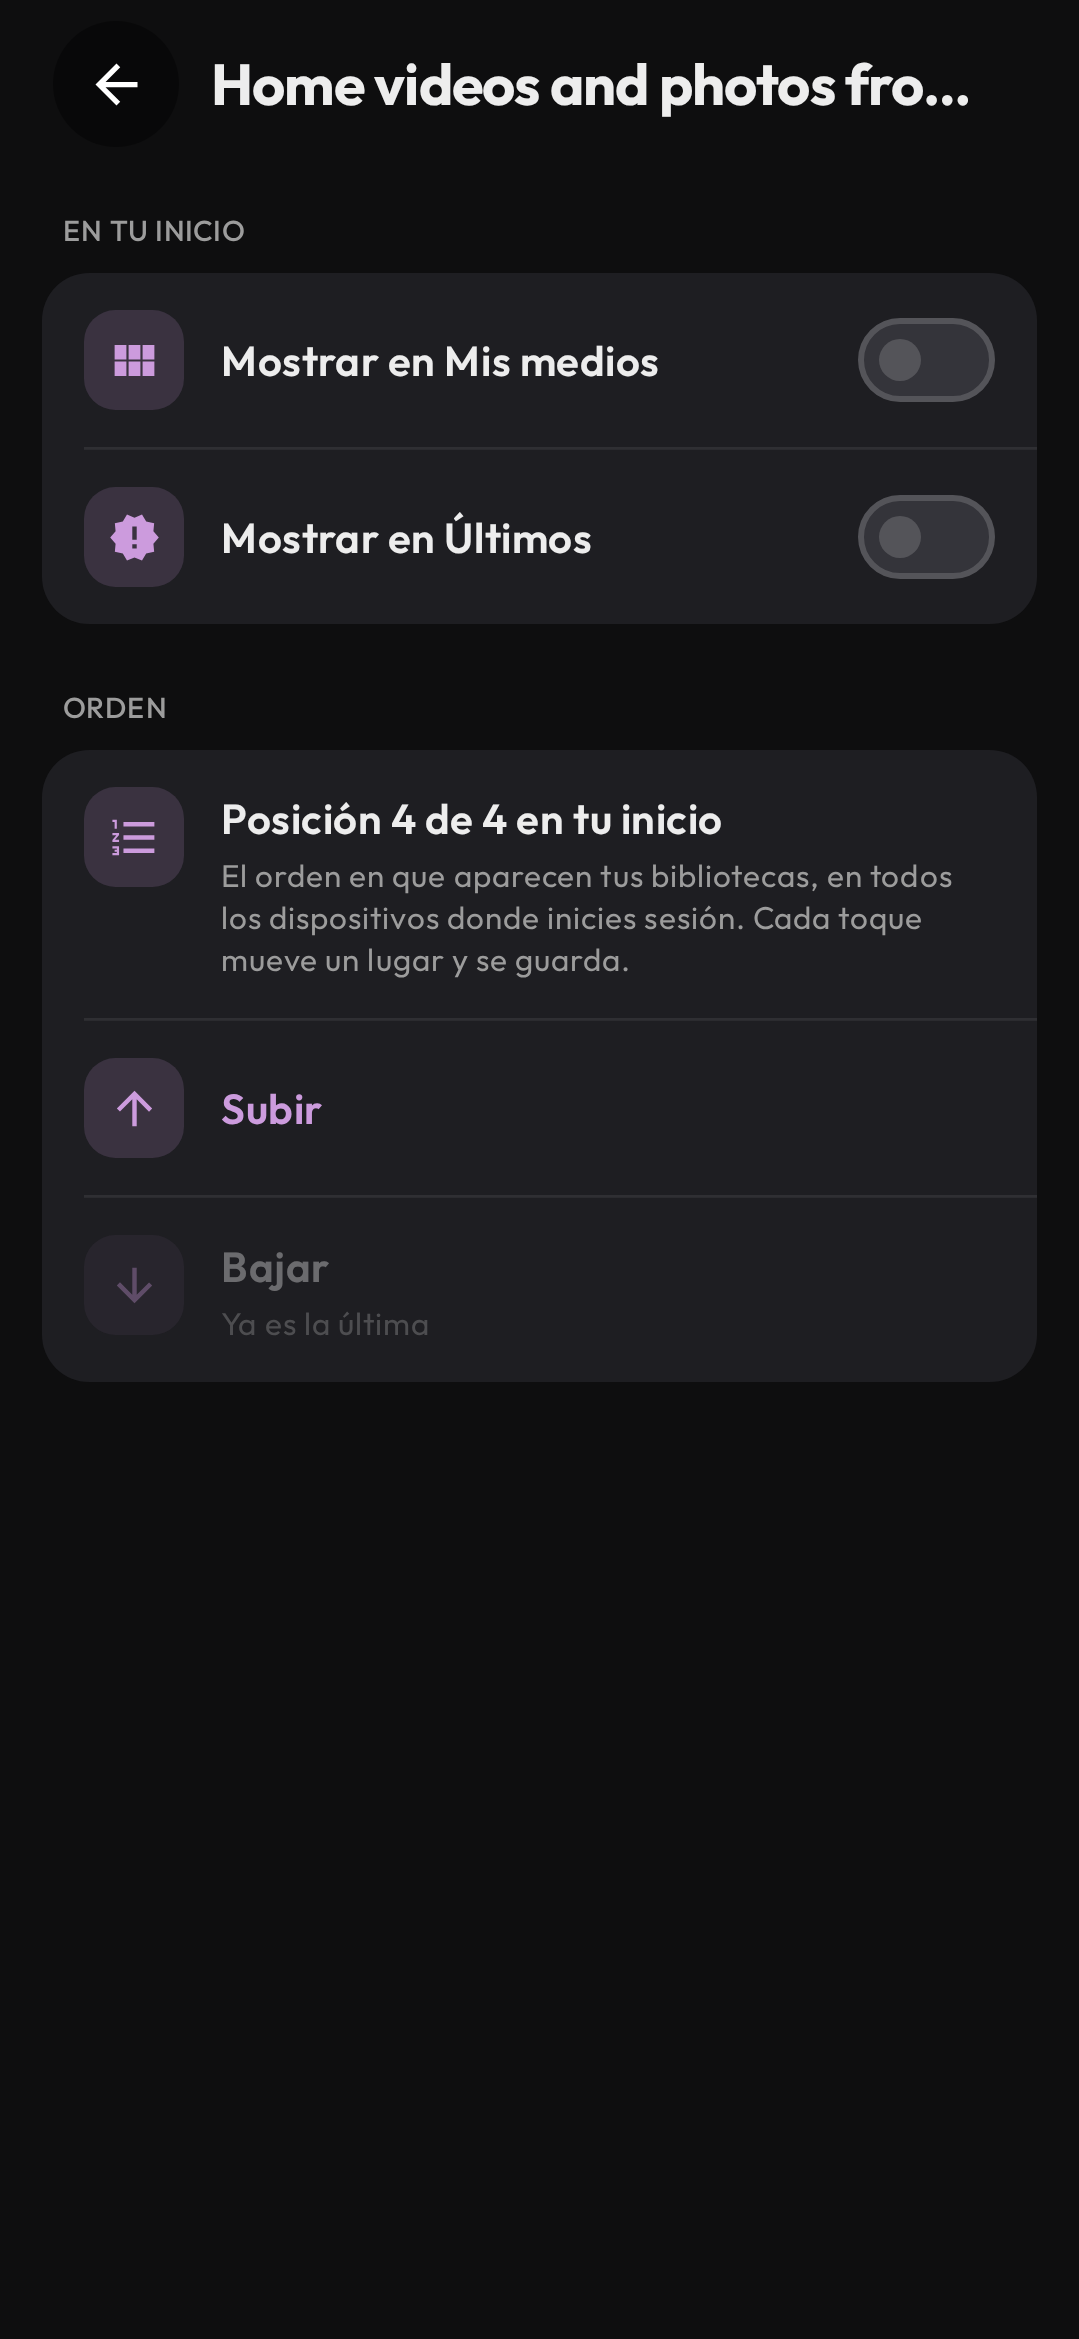 Home videos and photos fro...
EN TU INICIO
Mostrar en Mis medios
Mostrar en Últimos
ORDEN
Posición 4 de 4 en tu inicio
El orden en que aparecen tus bibliotecas, en todos
los dispositivos donde inicies sesión. Cada toque
mueve un lugar y se guarda.
Subir
Bajar
Ya es la última